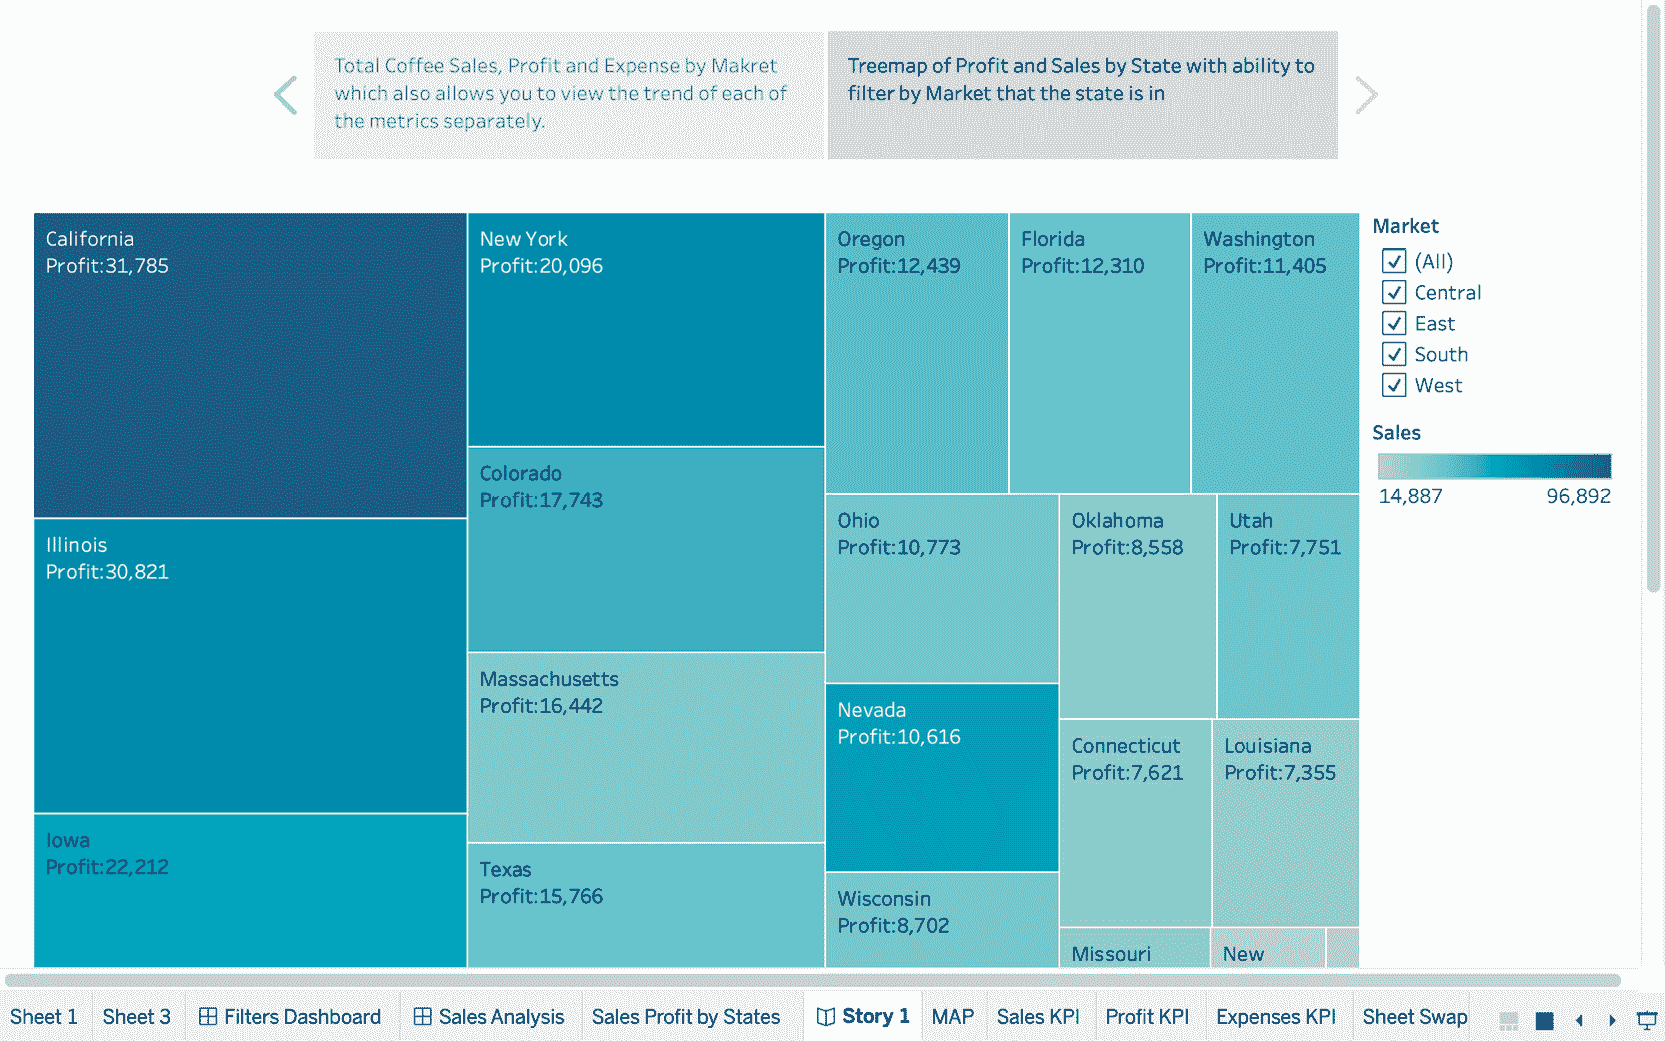 Total Coffee Sales, Profit and Expense by Makret
which also allows you to view the trend of each of
the metrics separately.
Treemap of Profit and Sales by State with ability to
filter by Market that the state is in
California
Profit:31,785
Illinois
Profit:30,821
Iowa
Profit:22,212
New York
Profit:20,096
Colorado
Profit:17,743
Massachusetts
Profit:16,442
Texas
Profit:15,766
Oregon
Profit:12,439
Florida
Profit:12,310
Washington
Profit:11,405
Ohio
Profit:10,773
Nevada
Profit:10,616
Wisconsin
Profit:8,702
Oklahoma
Profit:8,558
Utah
Profit:7,751
Connecticut
Profit:7,621
Louisiana
Profit:7,355
Missouri
New
Market
(All)
Central
East
South
West
Sales
14,887 96,892
Sheet 1 Sheet 3 Filters Dashboard Sales Analysis Sales Profit by States Story 1 MAP Sales KPI Profit KPI Expenses KPI Sheet Swap